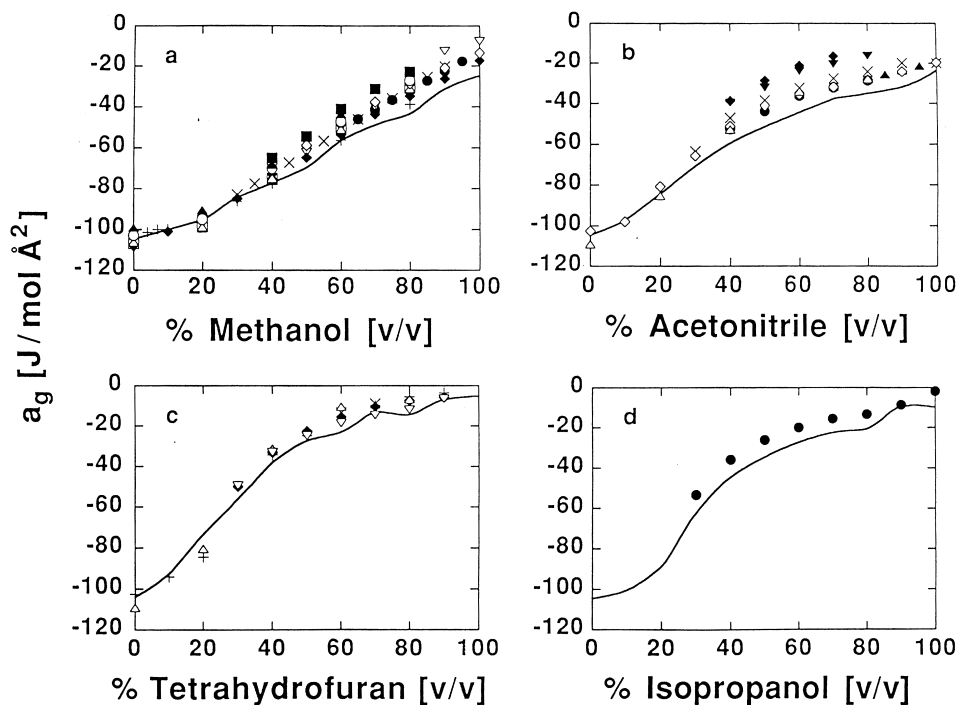 a_g [J/mol Å²]
a
0
-20
-40
-60
-80
-100
-120
0 20 40 60 80 100
% Methanol [v/v]
b
0
-20
-40
-60
-80
-100
-120
0 20 40 60 80 100
% Acetonitrile [v/v]
c
0
-20
-40
-60
-80
-100
-120
0 20 40 60 80 100
% Tetrahydrofuran [v/v]
d
0
-20
-40
-60
-80
-100
-120
0 20 40 60 80 100
% Isopropanol [v/v]